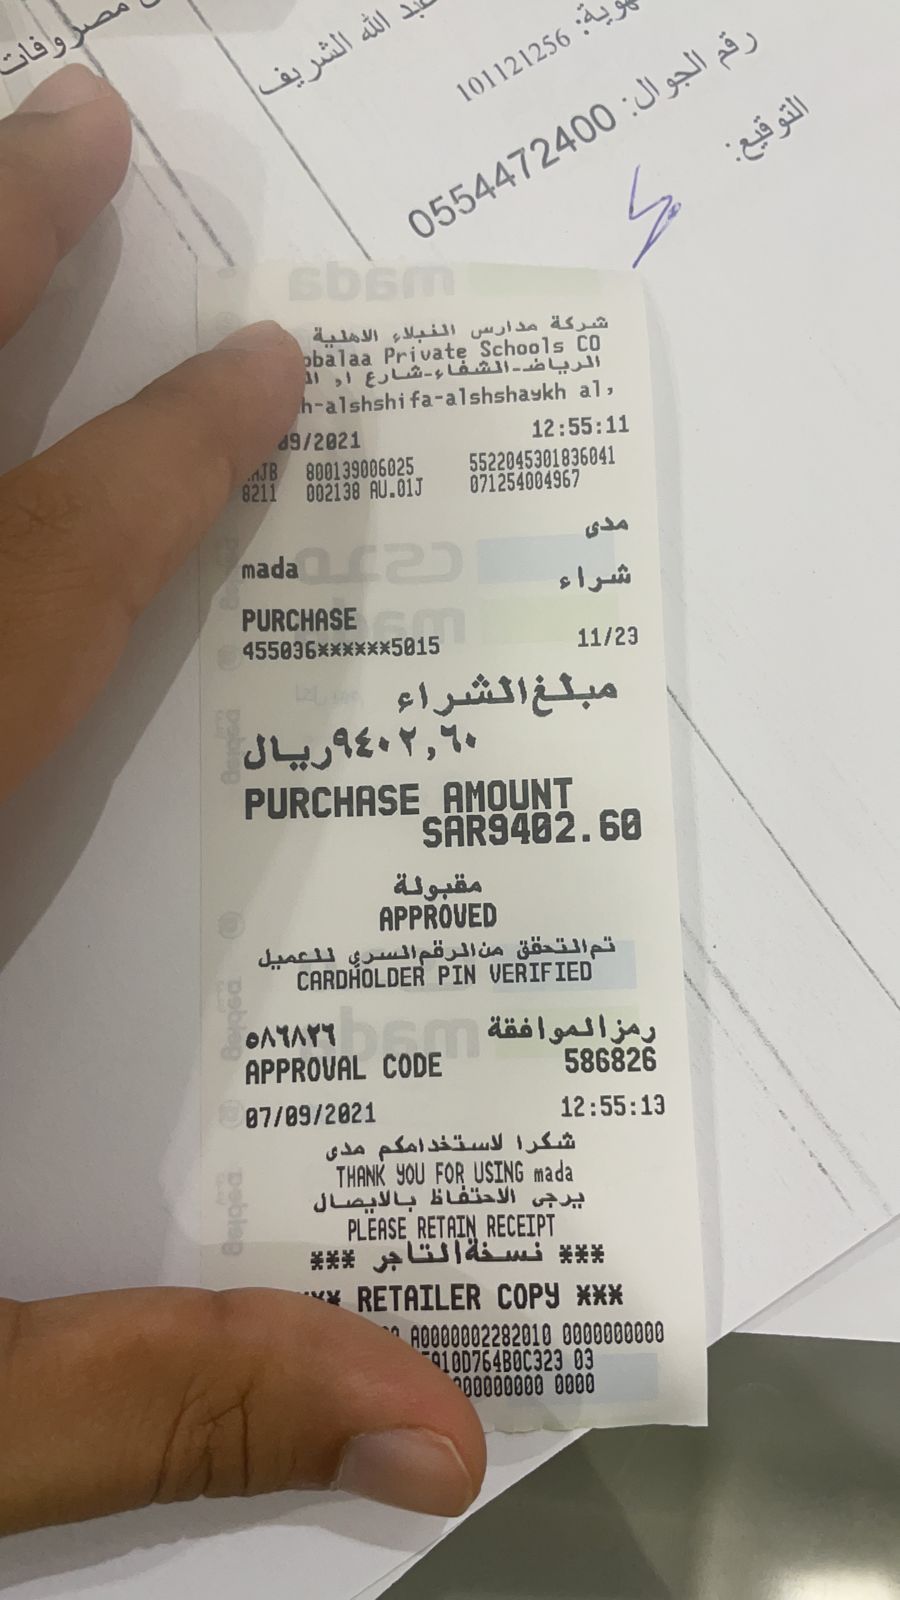 مصروفات
عبد الله الشريف
101121256
رقم الجوال: 0554472400
التوقيع:
mada
شركة مدارس النبلاء الاهلية
Private Schools CO
الرياض-الشفاء-شارع
alshshifa-alshshaykh al,
09/2021 12:55:11
800139006025 5522045301836041
8211 002138 AU.01J 071254004967
مدى
mada
شراء
PURCHASE
455036******5015 11/23
مبلغ الشراء
٩٤٠٢,٦٠ريال
PURCHASE AMOUNT
SAR9402.60
مقبولة
APPROVED
تم التحقق من الرقم السري للعميل
CARDHOLDER PIN VERIFIED
٥٨٦٨٢٦ رمز الموافقة
APPROVAL CODE 586826
07/09/2021 12:55:13
شكرا لاستخدامكم مدى
THANK YOU FOR USING mada
يرجى الاحتفاظ بالايصال
PLEASE RETAIN RECEIPT
*** نسخة التاجر ***
RETAILER COPY ***
A0000002282010 0000000000
03
0000